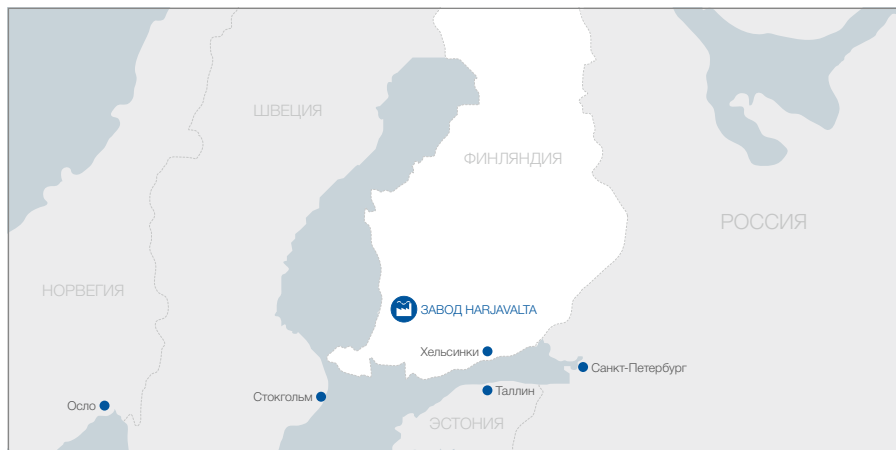 ШВЕЦИЯ
ФИНЛЯНДИЯ
РОССИЯ
НОРВЕГИЯ
ЗАВОД HARJAVALTA
Хельсинки
Санкт-Петербург
Стокгольм
Таллин
Осло
ЭСТОНИЯ